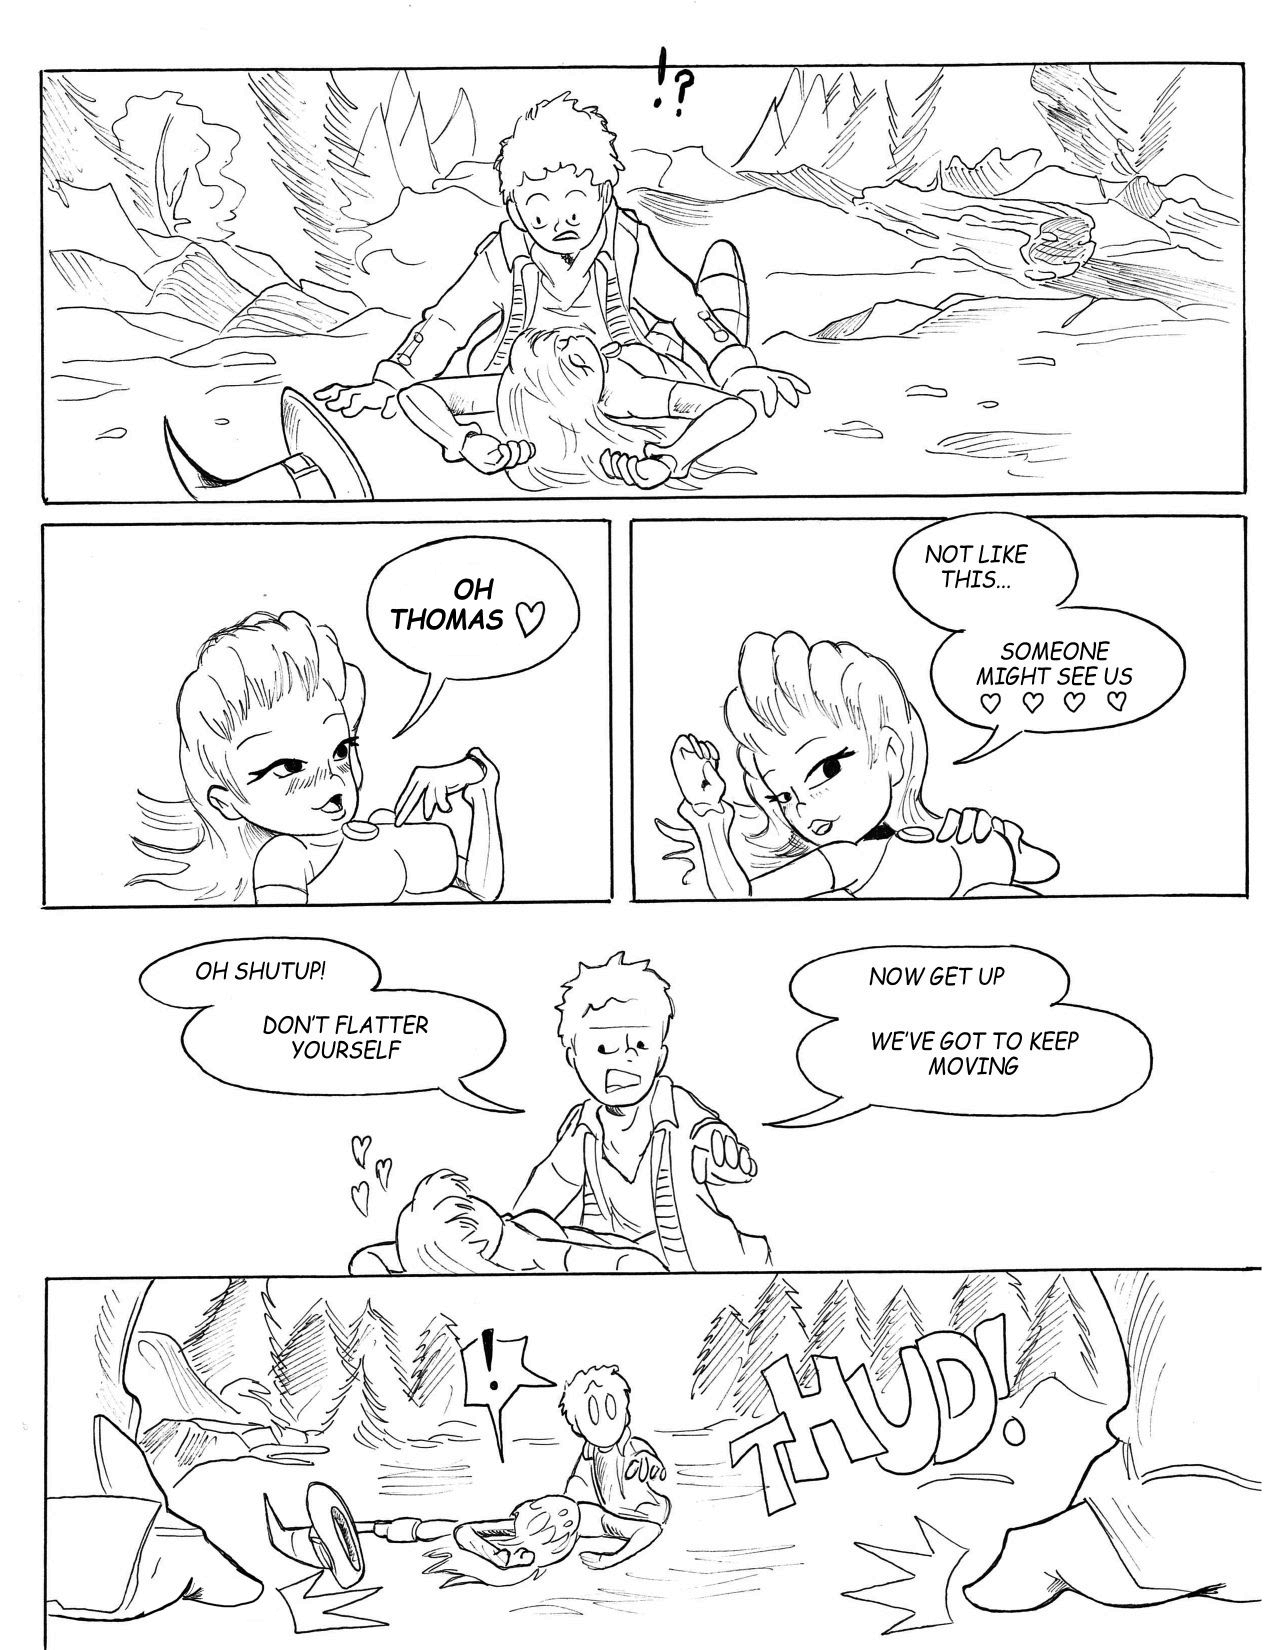 !?
OH
THOMAS ♡
NOT LIKE
THIS...
SOMEONE
MIGHT SEE US
♡ ♡ ♡ ♡
OH SHUTUP!
DON'T FLATTER
YOURSELF
NOW GET UP
WE'VE GOT TO KEEP
MOVING
!
THUD!